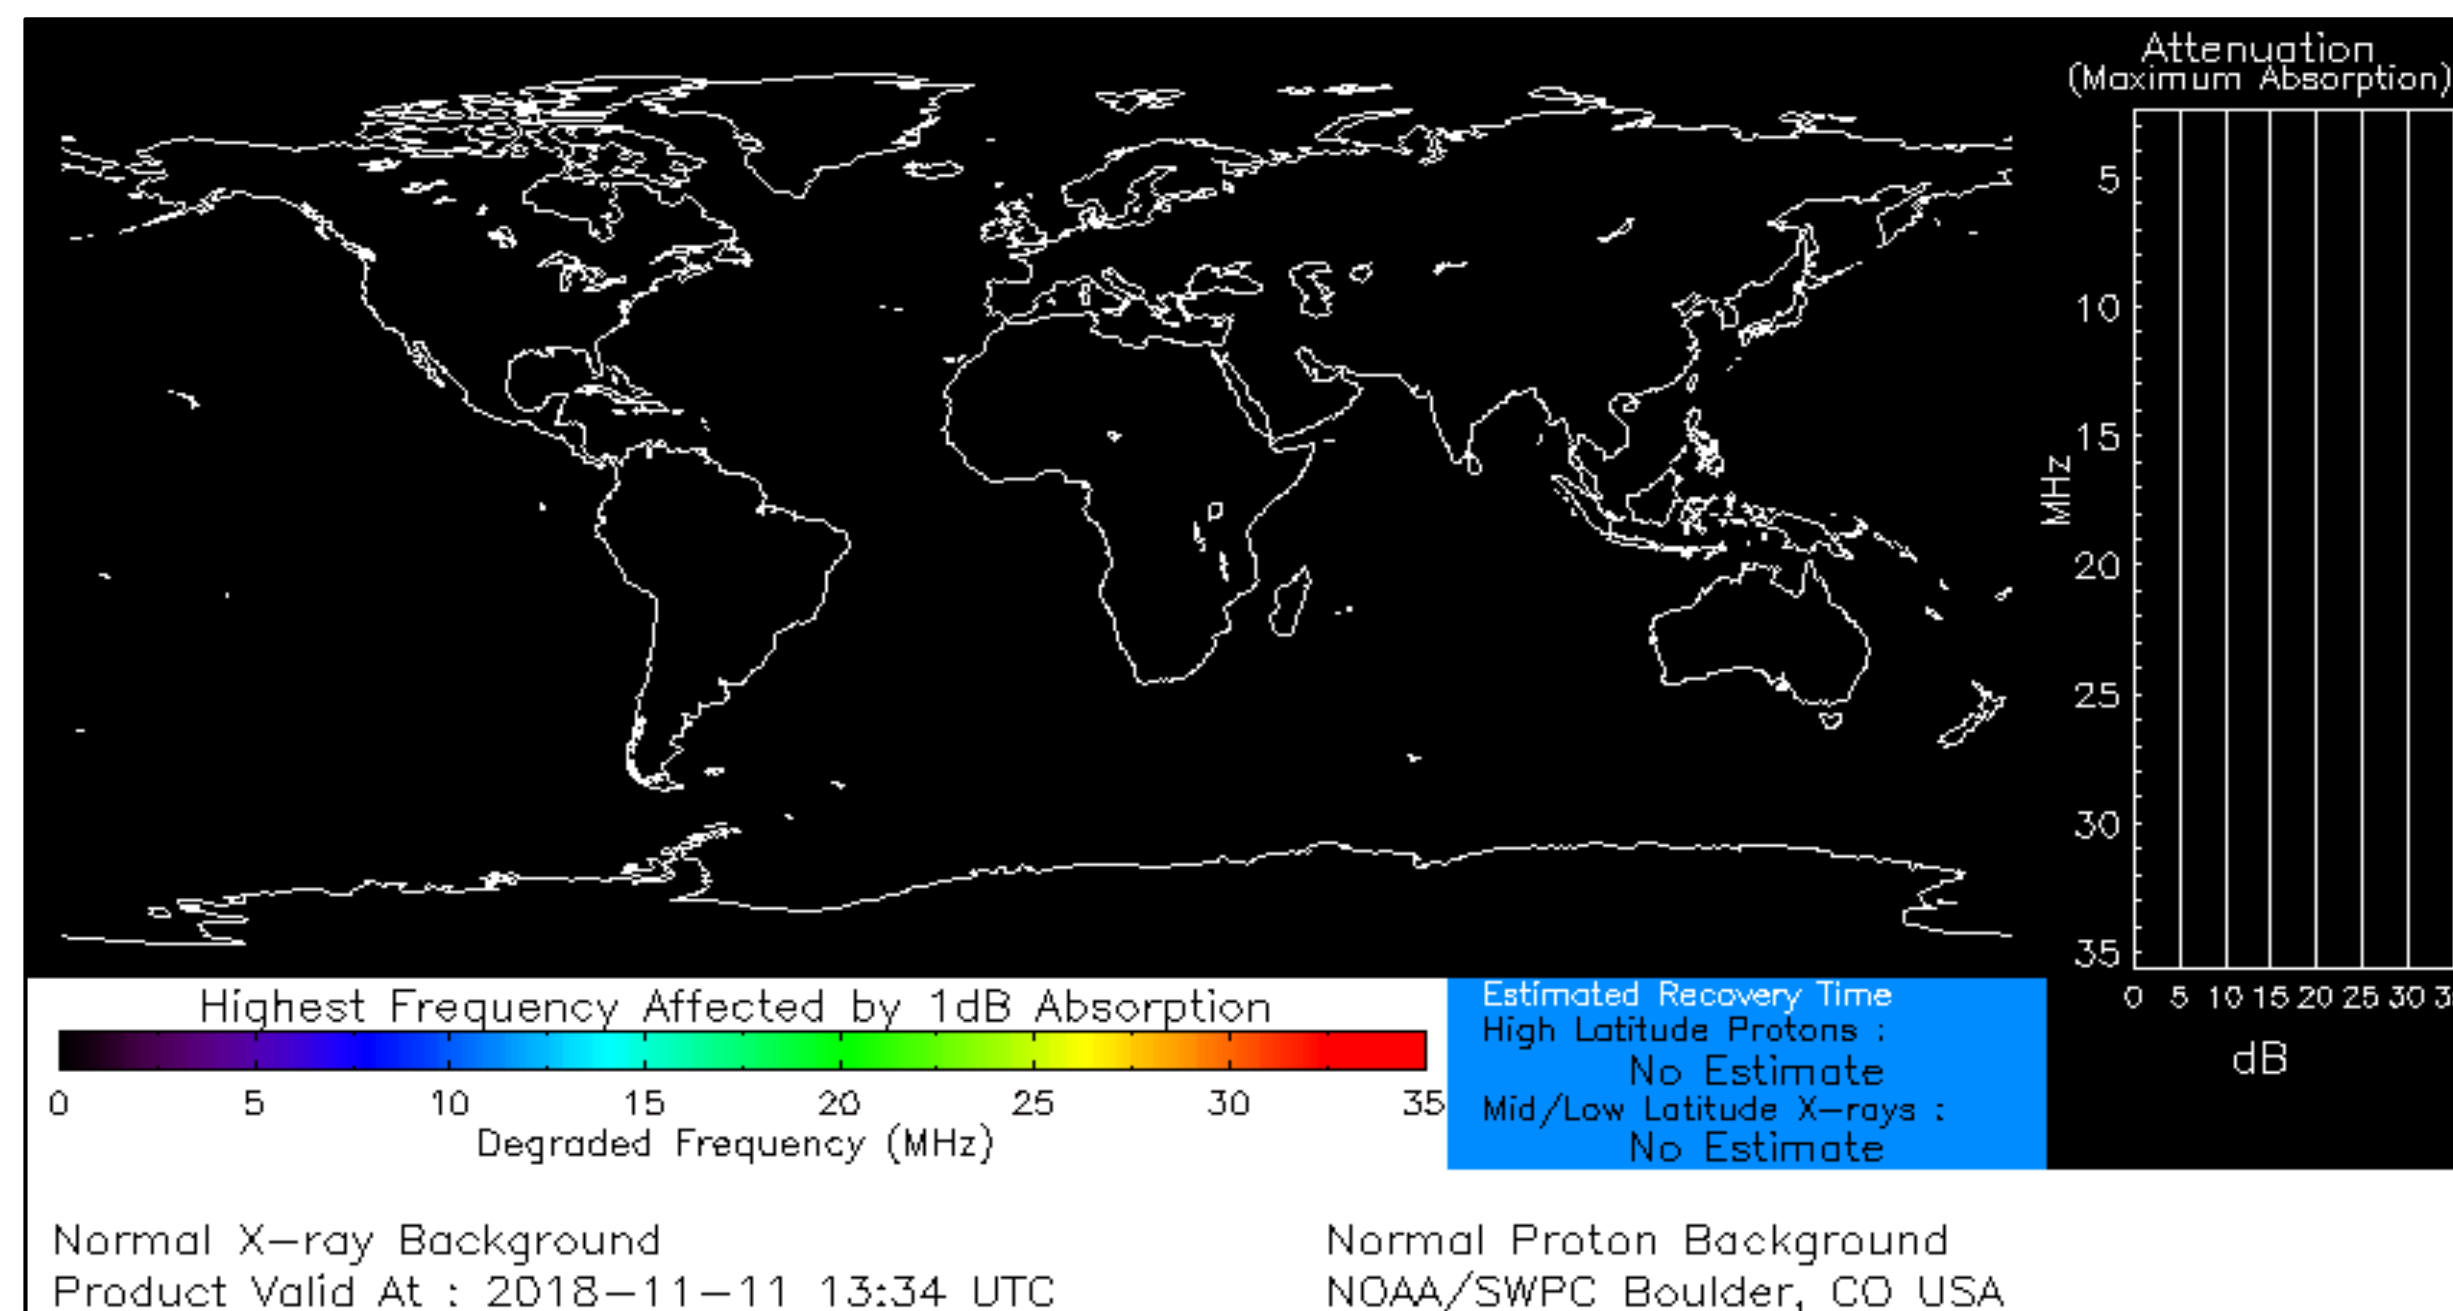 Attenuation
(Maximum Absorption)
5
10
15
20
25
30
35
MHz
0 5 10 15 20 25 30
dB
Highest Frequency Affected by 1dB Absorption
0 5 10 15 20 25 30 35
Degraded Frequency (MHz)
Estimated Recovery Time
High Latitude Protons :
No Estimate
Mid/Low Latitude X-rays :
No Estimate
Normal X-ray Background
Normal Proton Background
Product Valid At : 2018-11-11 13:34 UTC
NOAA/SWPC Boulder, CO USA